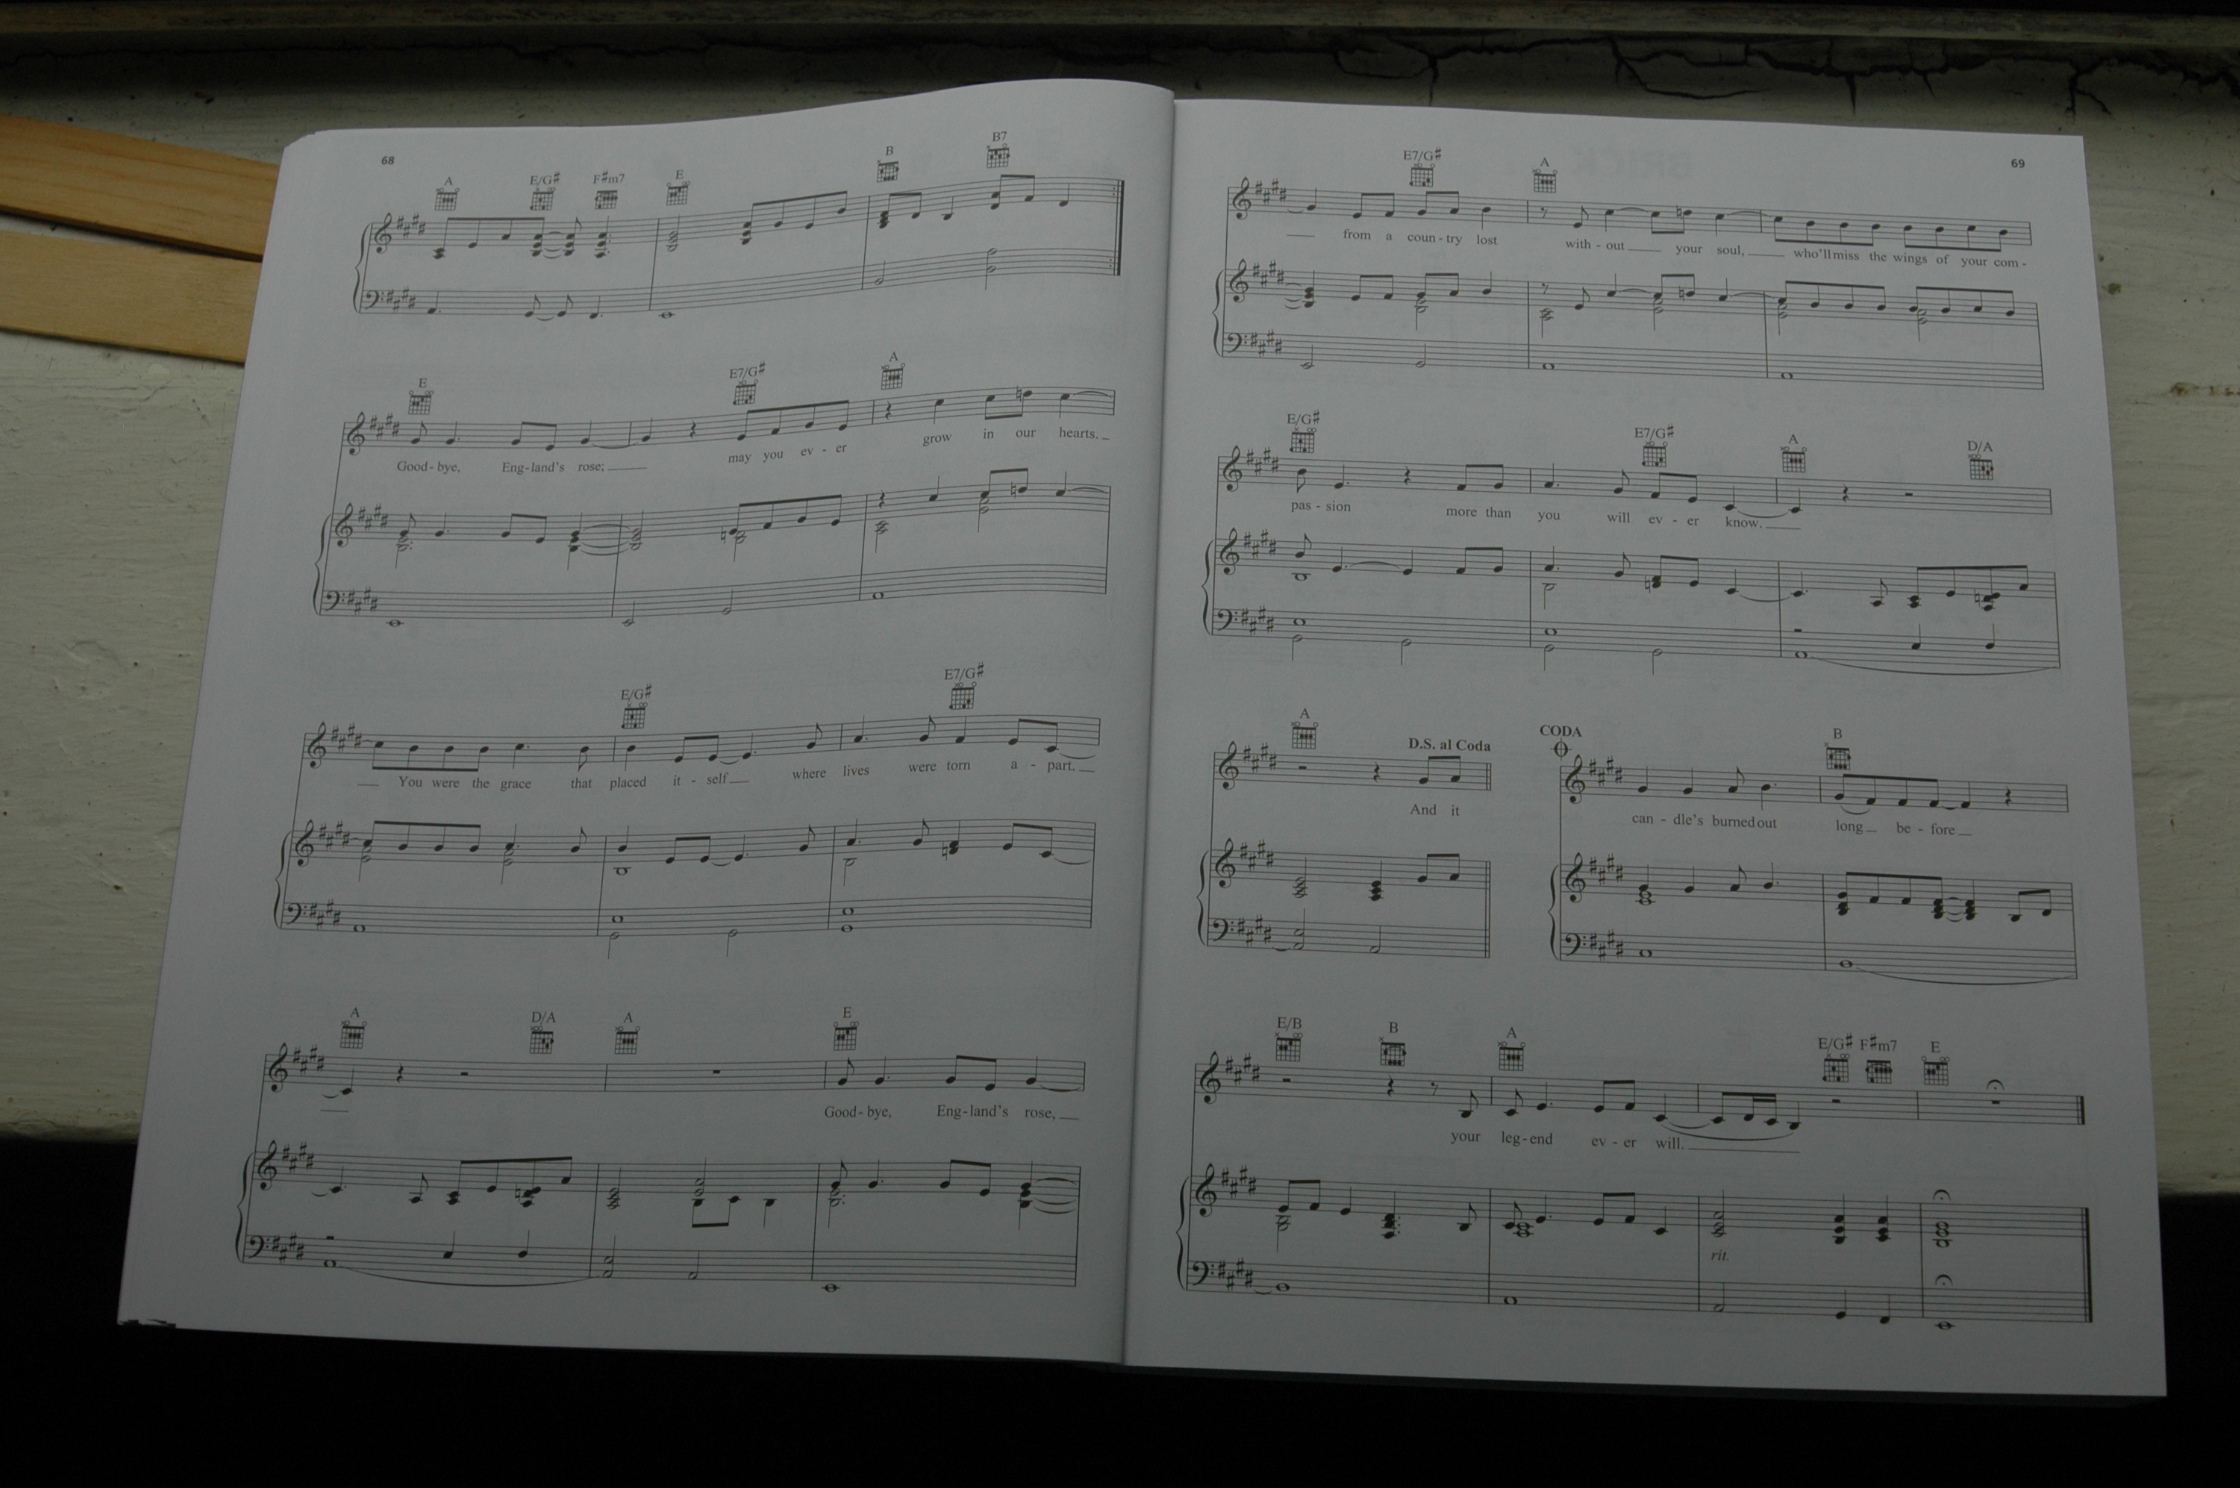 68
A E/G♯ F♯m7 E B B7
E E7/G♯ A
Good - bye, Eng - land's rose; may you ev - er grow in our hearts.
E/G♯ E7/G♯
You were the grace that placed it - self where lives were torn a - part.
A D/A A E
Good - bye, Eng - land's rose,
69
E7/G♯ A
from a coun - try lost with - out your soul, who'll miss the wings of your com -
E/G♯ E7/G♯ A D/A
pas - sion more than you will ev - er know.
A D.S. al Coda CODA B
And it can - dle's burned out long be - fore
E/B B A E/G♯ F♯m7 E
your leg - end ev - er will.
rit.